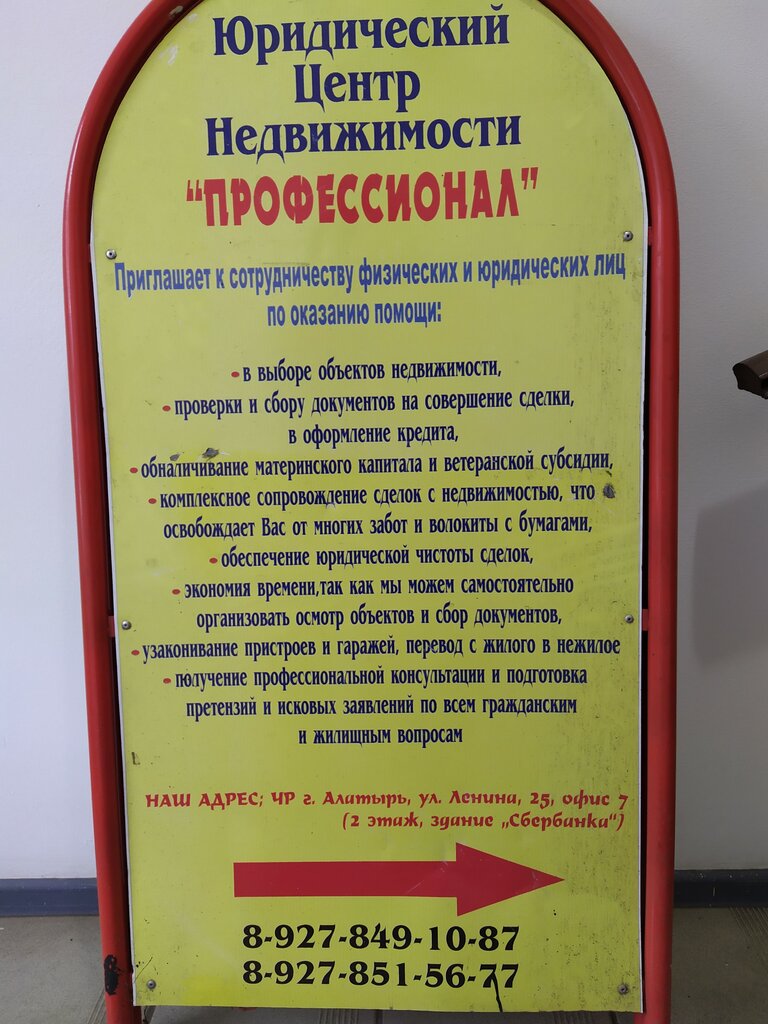 Юридический
Центр
Недвижимости
"ПРОФЕССИОНАЛ"
Приглашает к сотрудничеству физических и юридических лиц
по оказанию помощи:
• в выборе объектов недвижимости,
• проверки и сбору документов на совершение сделки,
в оформление кредита,
• обналичивание материнского капитала и ветеранской субсидии,
• комплексное сопровождение сделок с недвижимостью, что
освобождает Вас от многих забот и волокиты с бумагами,
• обеспечение юридической чистоты сделок,
• экономия времени,так как мы можем самостоятельно
организовать осмотр объектов и сбор документов,
• узаконивание пристроев и гаражей, перевод с жилого в нежилое
• получение профессиональной консультации и подготовка
претензий и исковых заявлений по всем гражданским
и жилищным вопросам
НАШ АДРЕС; ЧР г. Алатырь, ул. Ленина, 25, офис 7
(2 этаж, здание „Сбербанка“)
8-927-849-10-87
8-927-851-56-77